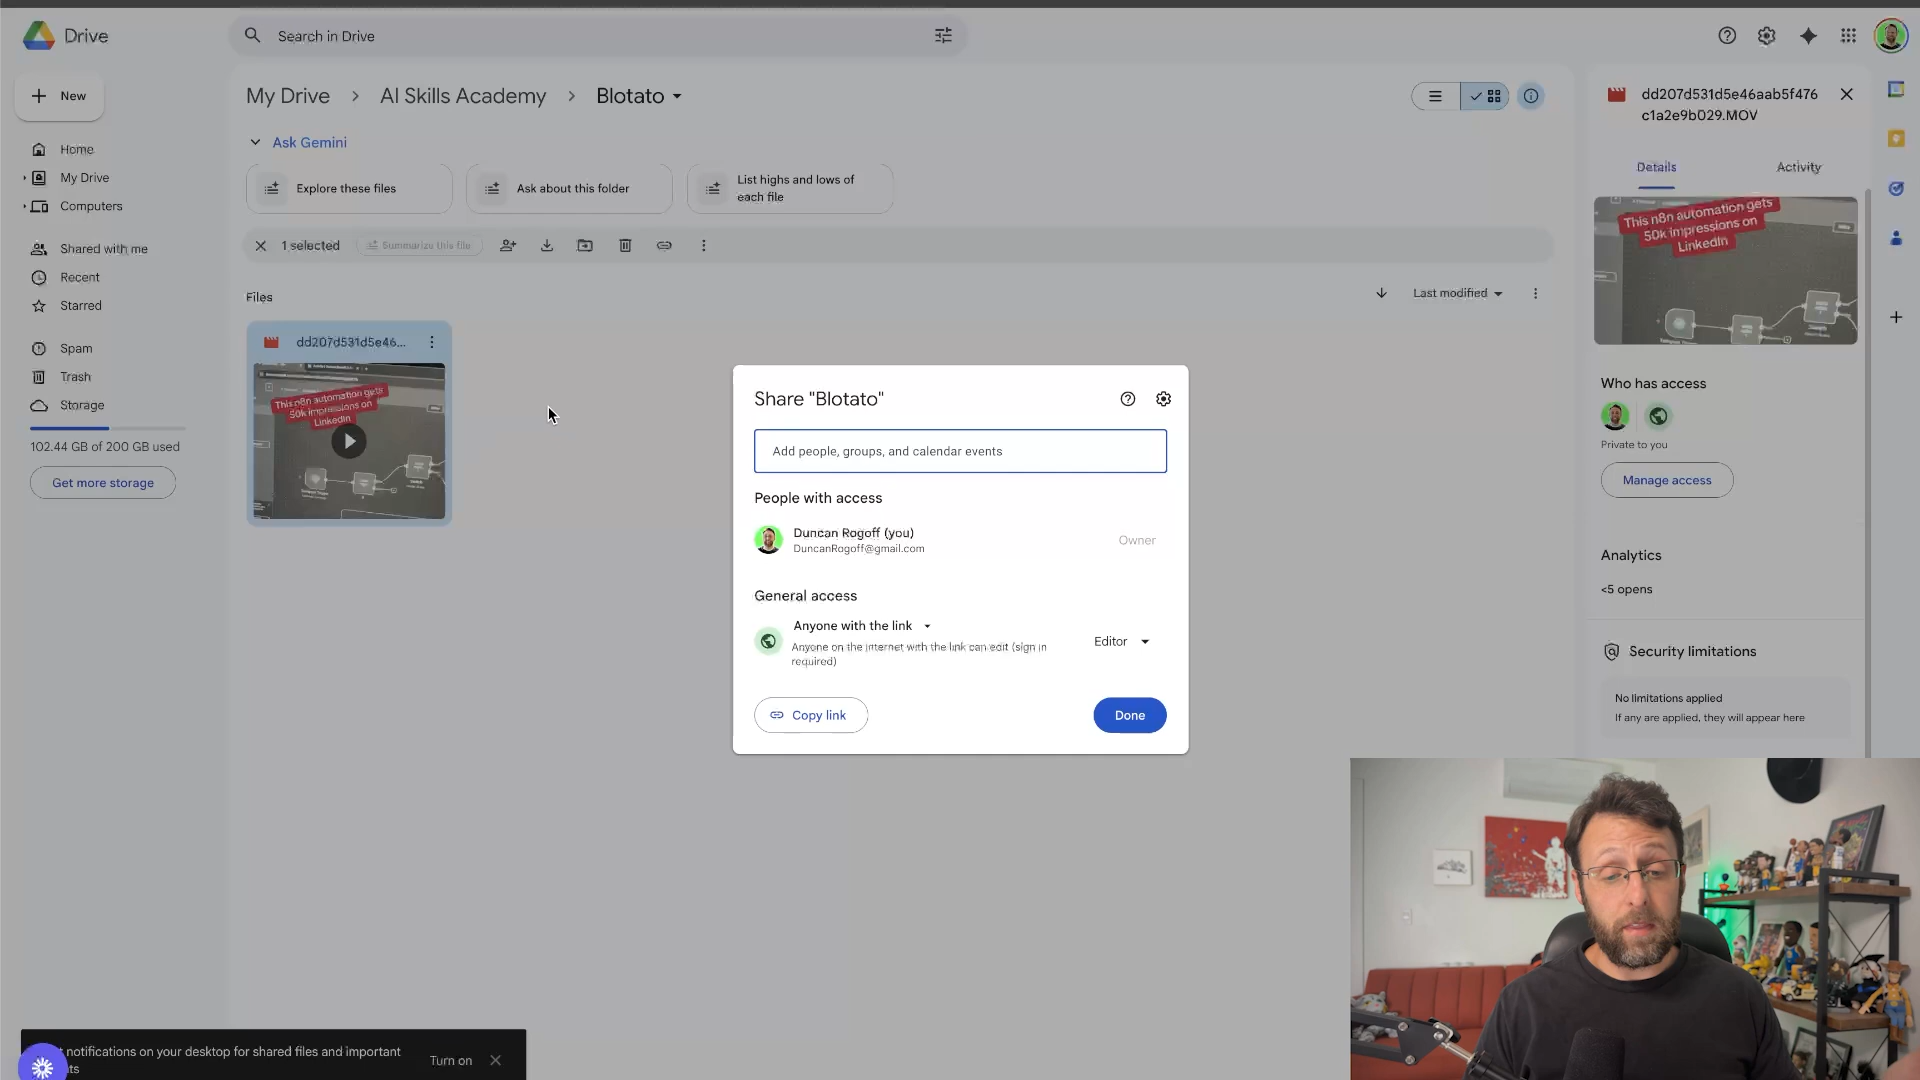 Drive
Search in Drive
New
Home
My Drive
Computers
Shared with me
Recent
Starred
Spam
Trash
Storage
102.44 GB of 200 GB used
Get more storage
My Drive > AI Skills Academy > Blotato
Ask Gemini
Explore these files
Ask about this folder
List highs and lows of
each file
1 selected
Summarize this file
Files
Last modified
dd207d531d5e46...
This n8n automation gets
50k impressions on
LinkedIn
Share "Blotato"
Add people, groups, and calendar events
People with access
Duncan Rogoff (you)
DuncanRogoff@gmail.com
Owner
General access
Anyone with the link
Anyone on the internet with the link can edit (sign in
required)
Editor
Copy link
Done
dd207d531d5e46aab5f476
c1a2e9b029.MOV
Details
Activity
This n8n automation gets
50k impressions on
LinkedIn
Who has access
Private to you
Manage access
Analytics
<5 opens
Security limitations
No limitations applied
If any are applied, they will appear here
notifications on your desktop for shared files and important
Turn on